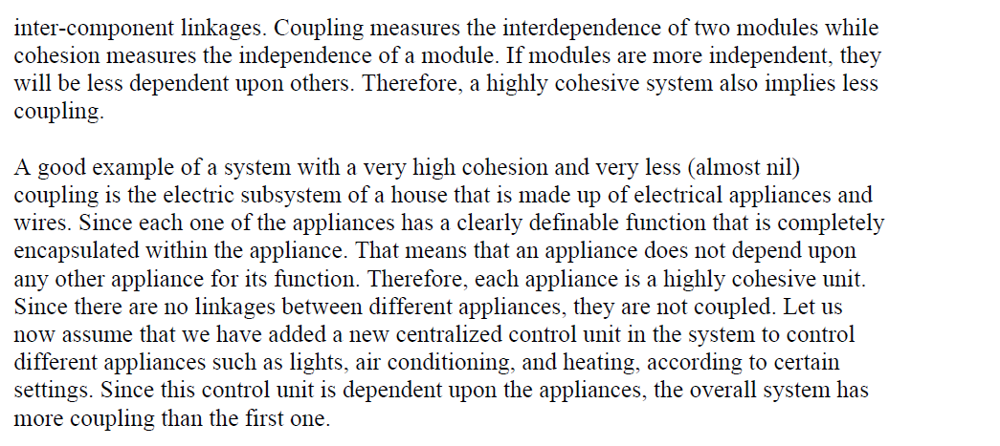 inter-component linkages. Coupling measures the interdependence of two modules while
cohesion measures the independence of a module. If modules are more independent, they
will be less dependent upon others. Therefore, a highly cohesive system also implies less
coupling.
A good example of a system with a very high cohesion and very less (almost nil)
coupling is the electric subsystem of a house that is made up of electrical appliances and
wires. Since each one of the appliances has a clearly definable function that is completely
encapsulated within the appliance. That means that an appliance does not depend upon
any other appliance for its function. Therefore, each appliance is a highly cohesive unit.
Since there are no linkages between different appliances, they are not coupled. Let us
now assume that we have added a new centralized control unit in the system to control
different appliances such as lights, air conditioning, and heating, according to certain
settings. Since this control unit is dependent upon the appliances, the overall system has
more coupling than the first one.